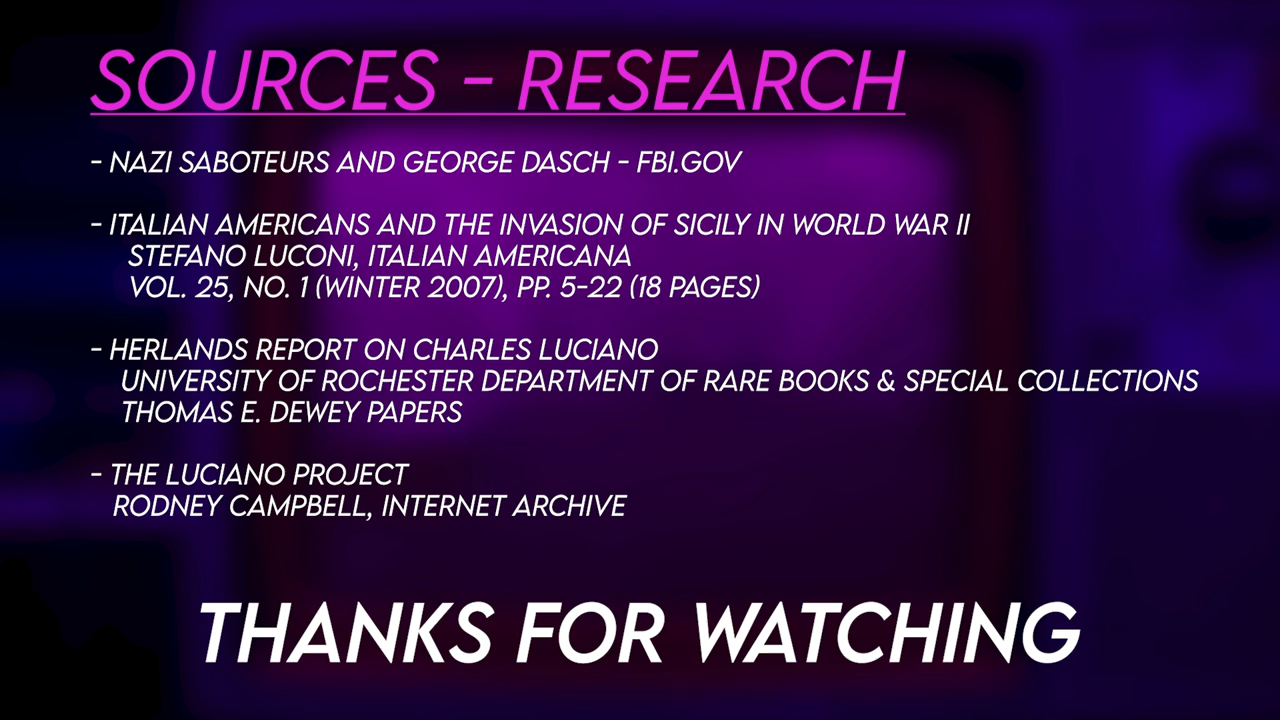 SOURCES - RESEARCH
- NAZI SABOTEURS AND GEORGE DASCH - FBI.GOV
- ITALIAN AMERICANS AND THE INVASION OF SICILY IN WORLD WAR II
STEFANO LUCONI, ITALIAN AMERICANA
VOL. 25, NO. 1 (WINTER 2007), PP. 5-22 (18 PAGES)
- HERLANDS REPORT ON CHARLES LUCIANO
UNIVERSITY OF ROCHESTER DEPARTMENT OF RARE BOOKS & SPECIAL COLLECTIONS
THOMAS E. DEWEY PAPERS
- THE LUCIANO PROJECT
RODNEY CAMPBELL, INTERNET ARCHIVE
THANKS FOR WATCHING